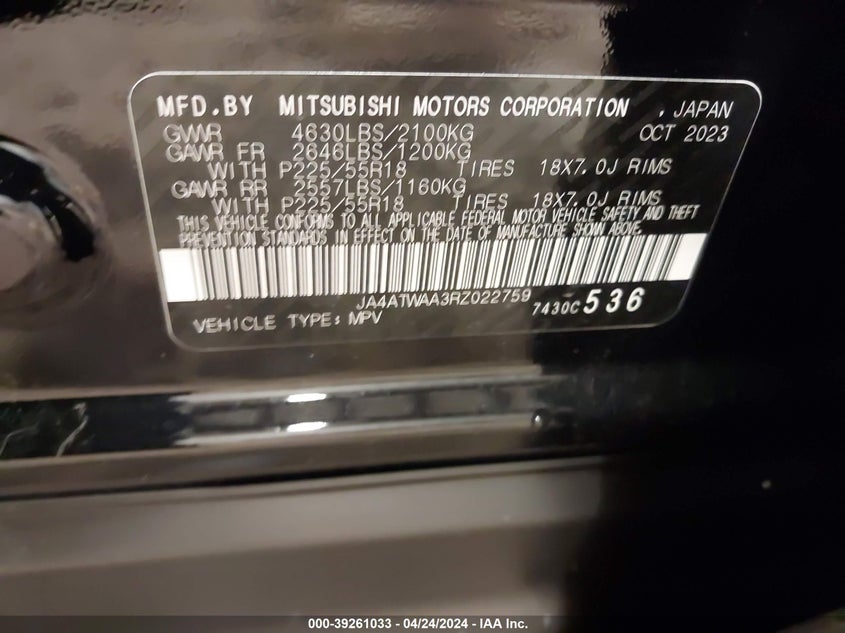 MFD.BY MITSUBISHI MOTORS CORPORATION , JAPAN
GVWR 4630LBS/2100KG OCT 2023
GAWR FR 2646LBS/1200KG
WITH P225/55R18 TIRES 18X7.0J RIMS
GAWR RR 2557LBS/1160KG
WITH P225/55R18 TIRES 18X7.0J RIMS
THIS VEHICLE CONFORMS TO ALL APPLICABLE FEDERAL MOTOR VEHICLE SAFETY AND THEFT
PREVENTION STANDARDS IN EFFECT ON THE DATE OF MANUFACTURE SHOWN ABOVE.
JA4ATWAA3RZ022759
VEHICLE TYPE: MPV 7430C 536
000-39261033 - 04/24/2024 - IAA Inc.